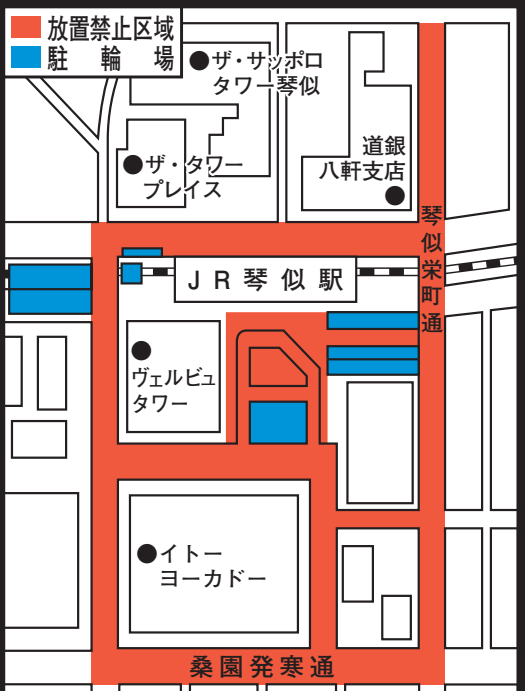 放置禁止区域
駐輪場
ザ・サッポロ
タワー琴似
ザ・タワー
プレイス
道銀
八軒支店
琴似栄町通
JR琴似駅
ヴェルビュ
タワー
イトー
ヨーカドー
桑園発寒通